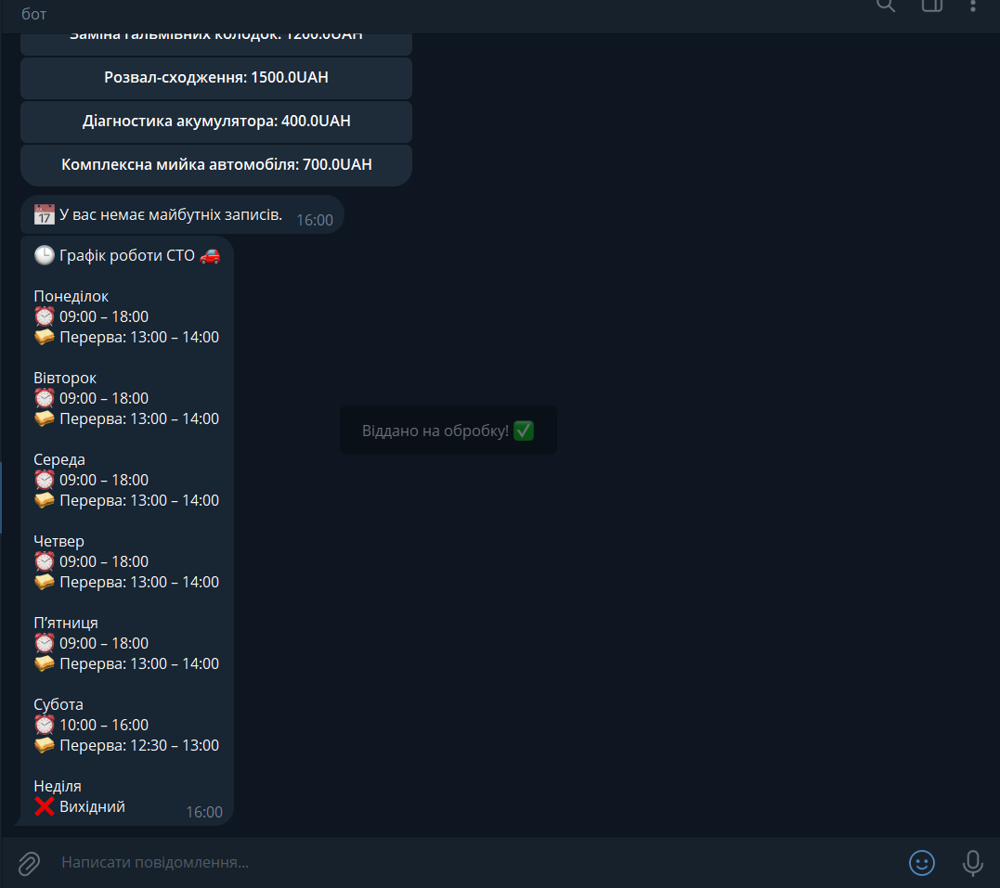 бот
Заміна гальмівних колодок: 1200.0UAH
Розвал-сходження: 1500.0UAH
Діагностика акумулятора: 400.0UAH
Комплексна мийка автомобіля: 700.0UAH
У вас немає майбутніх записів. 16:00
Графік роботи СТО
Понеділок
09:00 – 18:00
Перерва: 13:00 – 14:00
Вівторок
09:00 – 18:00
Перерва: 13:00 – 14:00
Віддано на обробку!
Середа
09:00 – 18:00
Перерва: 13:00 – 14:00
Четвер
09:00 – 18:00
Перерва: 13:00 – 14:00
П’ятниця
09:00 – 18:00
Перерва: 13:00 – 14:00
Субота
10:00 – 16:00
Перерва: 12:30 – 13:00
Неділя
Вихідний 16:00
Написати повідомлення...